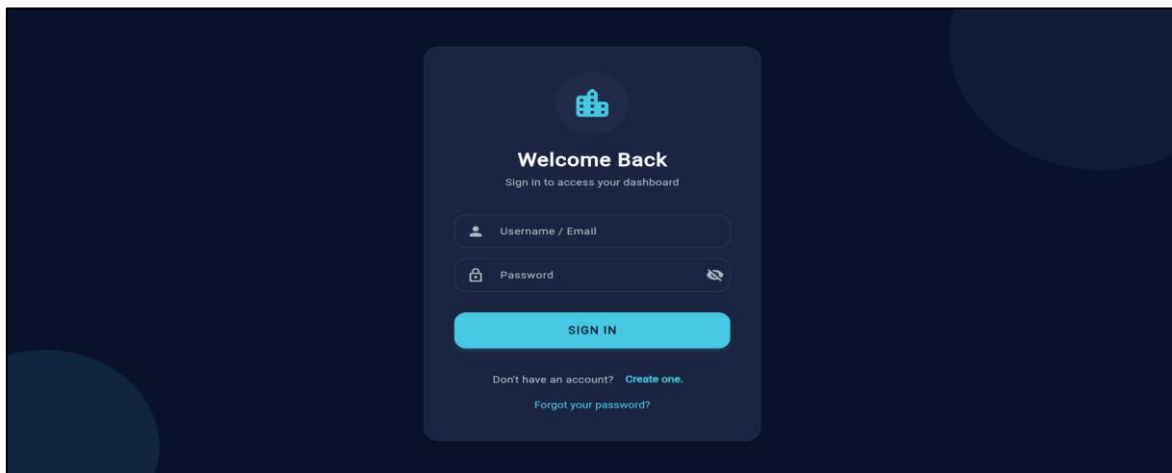 Welcome Back
Sign in to access your dashboard
Username / Email
Password
SIGN IN
Don't have an account? Create one.
Forgot your password?